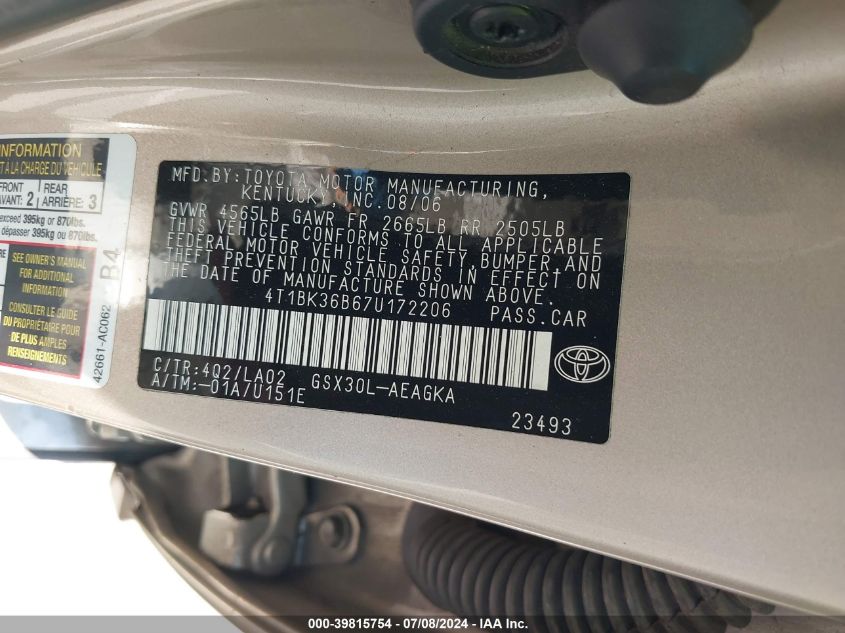 INFORMATION
T A LA CHARGE DU VÉHICULE
FRONT
AVANT: 2
REAR
ARRIÈRE: 3
exceed 395kg or 870lbs.
dépasser 395kg ou 870lbs.
SEE OWNER'S MANUAL
FOR ADDITIONAL
INFORMATION
CONSULTER LE GUIDE
DU PROPRIÉTAIRE POUR
DE PLUS AMPLES
RENSEIGNEMENTS
42661-AC062
B4
MFD.BY:TOYOTA MOTOR MANUFACTURING,
KENTUCKY, INC.08/06
GVWR 4565LB GAWR FR 2665LB RR 2505LB
THIS VEHICLE CONFORMS TO ALL APPLICABLE
FEDERAL MOTOR VEHICLE SAFETY, BUMPER, AND
THEFT PREVENTION STANDARDS IN EFFECT ON
THE DATE OF MANUFACTURE SHOWN ABOVE.
4T1BK36B67U172206 PASS.CAR
C/TR:4Q2/LA02 GSX30L-AEAGKA
A/TM:-01A/U151E
23493
000-39815754 - 07/08/2024 - IAA Inc.